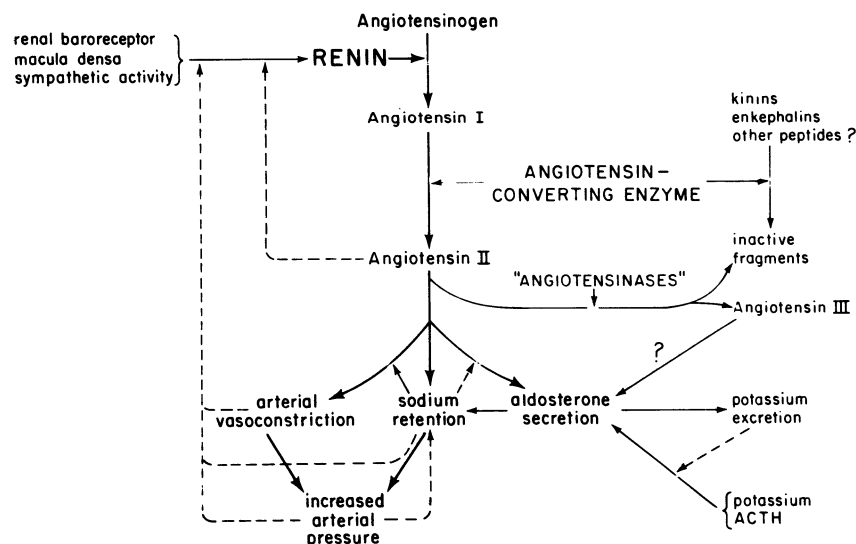 Angiotensinogen
renal baroreceptor
macula densa
sympathetic activity
RENIN
Angiotensin I
kinins
enkephalins
other peptides ?
ANGIOTENSIN–
CONVERTING ENZYME
inactive
fragments
Angiotensin II
"ANGIOTENSINASES"
Angiotensin III
?
arterial
vasoconstriction
sodium
retention
aldosterone
secretion
potassium
excretion
increased
arterial
pressure
potassium
ACTH